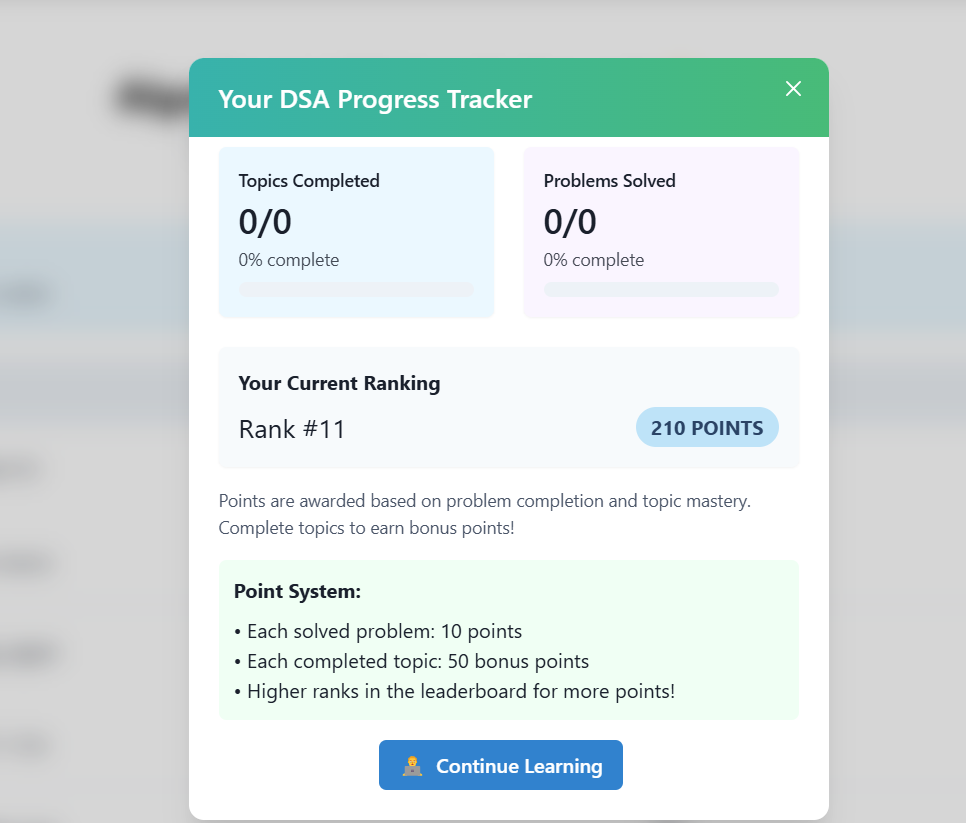 Your DSA Progress Tracker
Topics Completed
0/0
0% complete
Problems Solved
0/0
0% complete
Your Current Ranking
Rank #11
210 POINTS
Points are awarded based on problem completion and topic mastery.
Complete topics to earn bonus points!
Point System:
• Each solved problem: 10 points
• Each completed topic: 50 bonus points
• Higher ranks in the leaderboard for more points!
Continue Learning